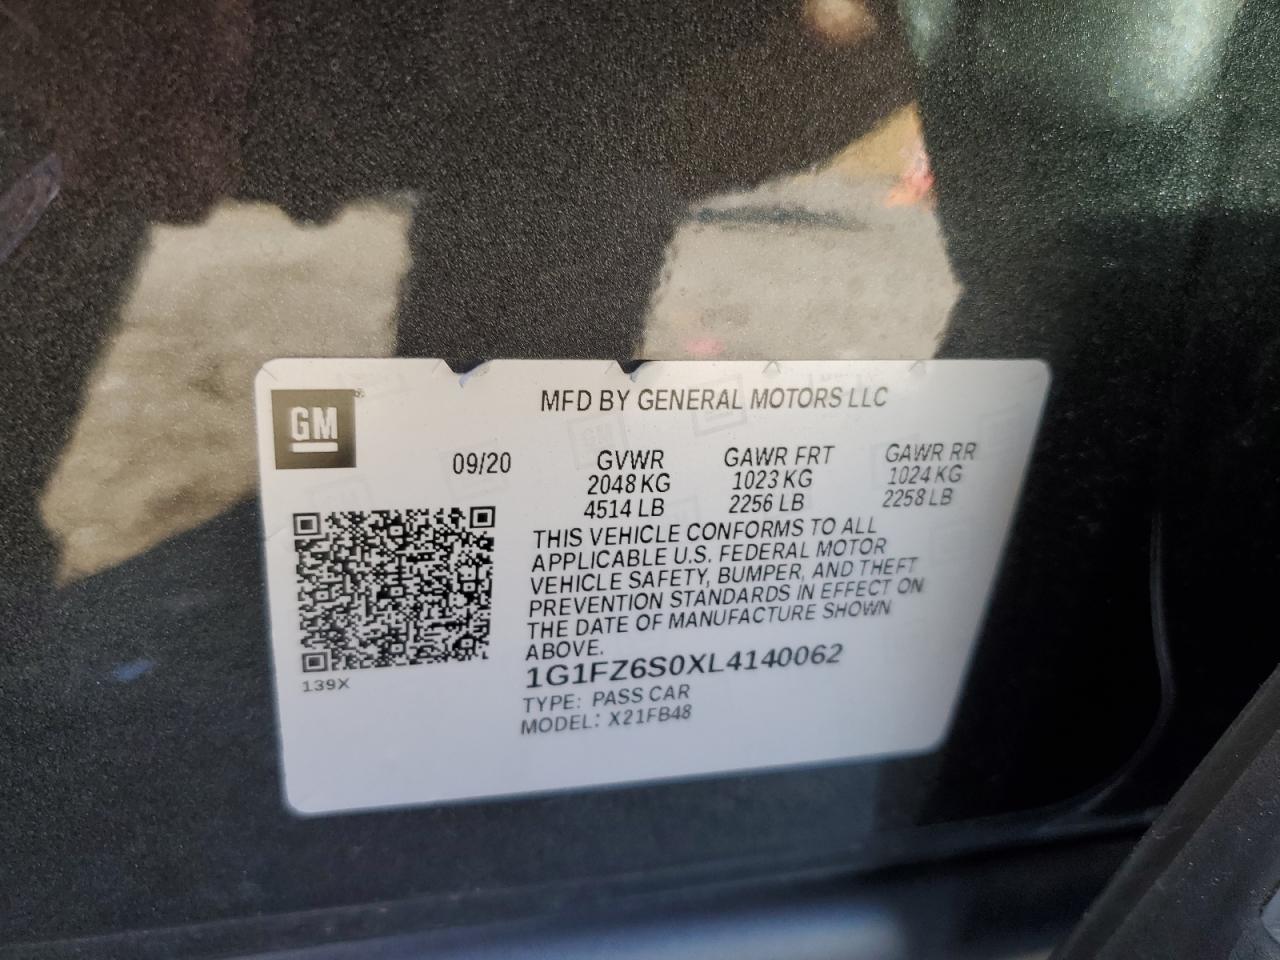 GM
MFD BY GENERAL MOTORS LLC
09/20
GVWR
2048 KG
4514 LB
GAWR FRT
1023 KG
2256 LB
GAWR RR
1024 KG
2258 LB
THIS VEHICLE CONFORMS TO ALL
APPLICABLE U.S. FEDERAL MOTOR
VEHICLE SAFETY, BUMPER, AND THEFT
PREVENTION STANDARDS IN EFFECT ON
THE DATE OF MANUFACTURE SHOWN
ABOVE.
1G1FZ6S0XL4140062
TYPE: PASS CAR
MODEL: X21FB48
139X